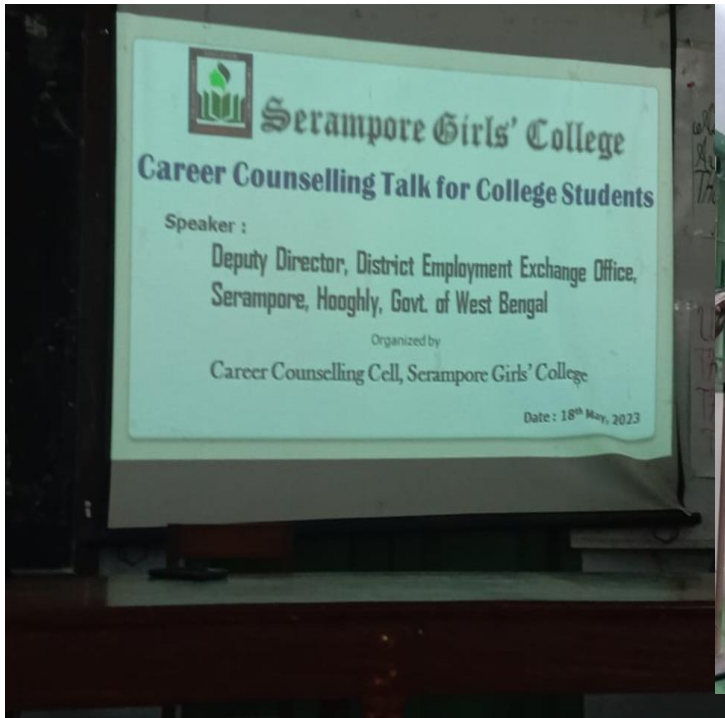 Serampore Girls' College
Career Counselling Talk for College Students
Speaker :
Deputy Director, District Employment Exchange Office,
Serampore, Hooghly, Govt. of West Bengal
Organized by
Career Counselling Cell, Serampore Girls' College
Date : 18th May, 2023